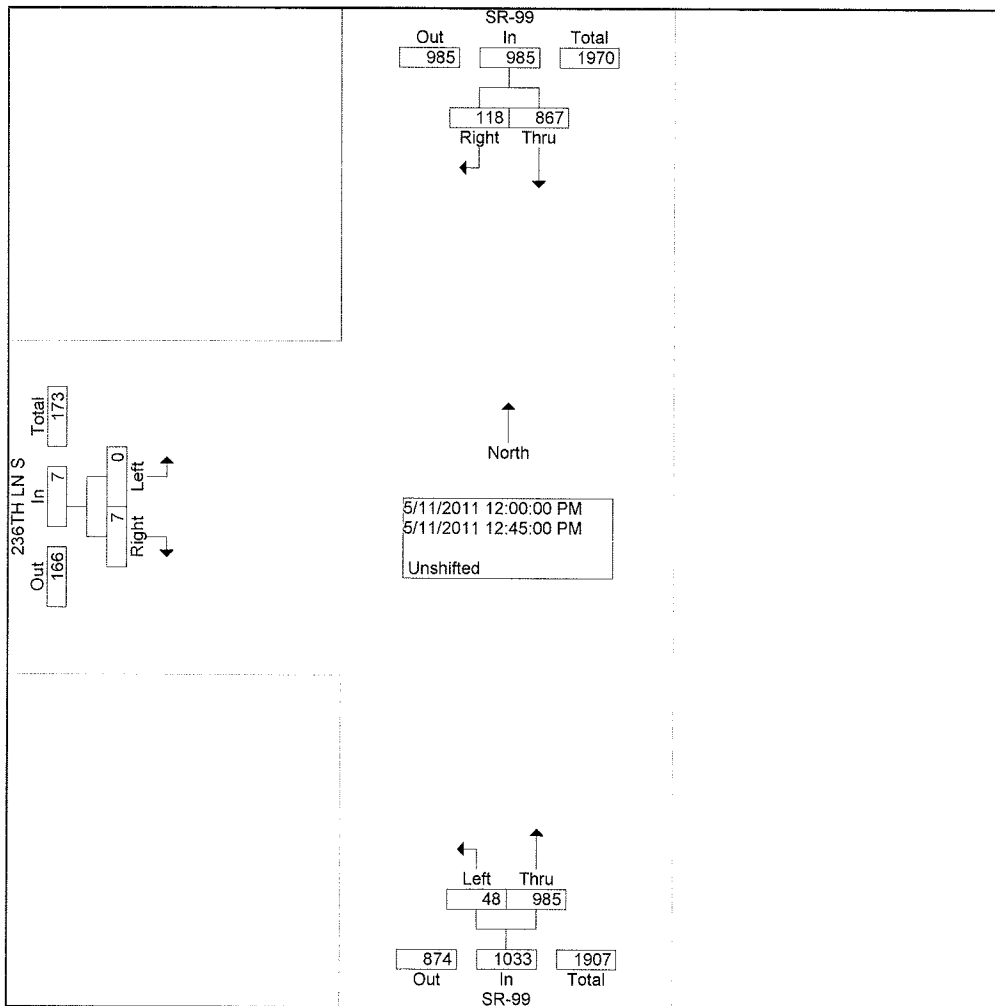 SR-99
Out In Total
985 985 1970
118 867
Right Thru
236TH LN S
Out In Total
166 7 173
Right Left
7 0
North
5/11/2011 12:00:00 PM
5/11/2011 12:45:00 PM
Unshifted
Left Thru
48 985
874 1033 1907
Out In Total
SR-99